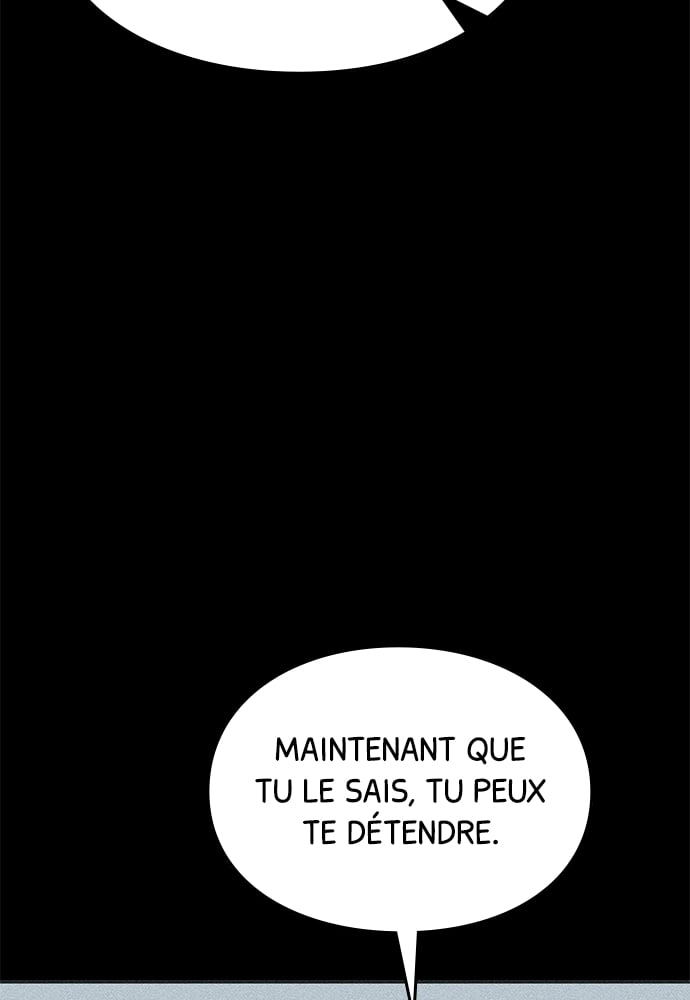 MAINTENANT QUE
TU LE SAIS, TU PEUX
TE DÉTENDRE.